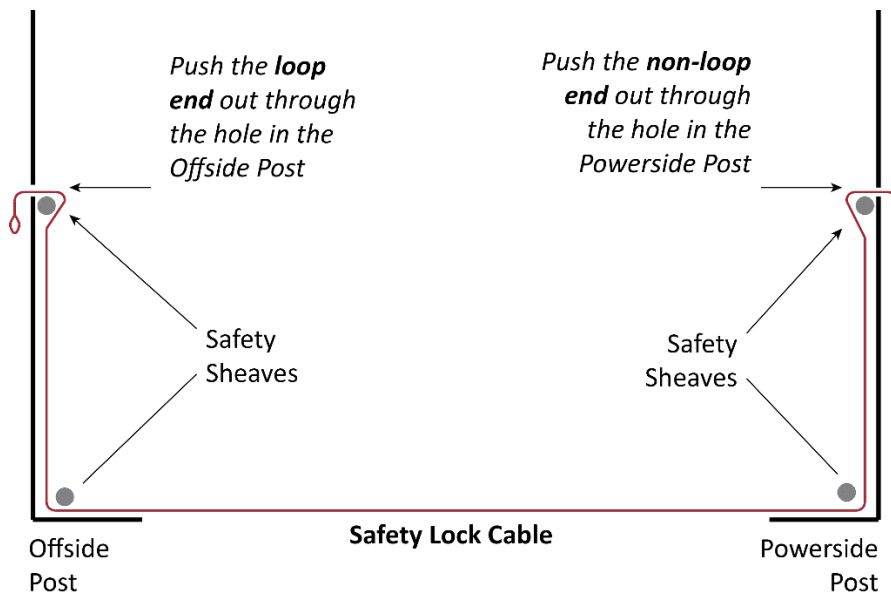 Push the loop
end out through
the hole in the
Offside Post
Push the non-loop
end out through
the hole in the
Powerside Post
Safety
Sheaves
Safety
Sheaves
Safety Lock Cable
Offside
Post
Powerside
Post